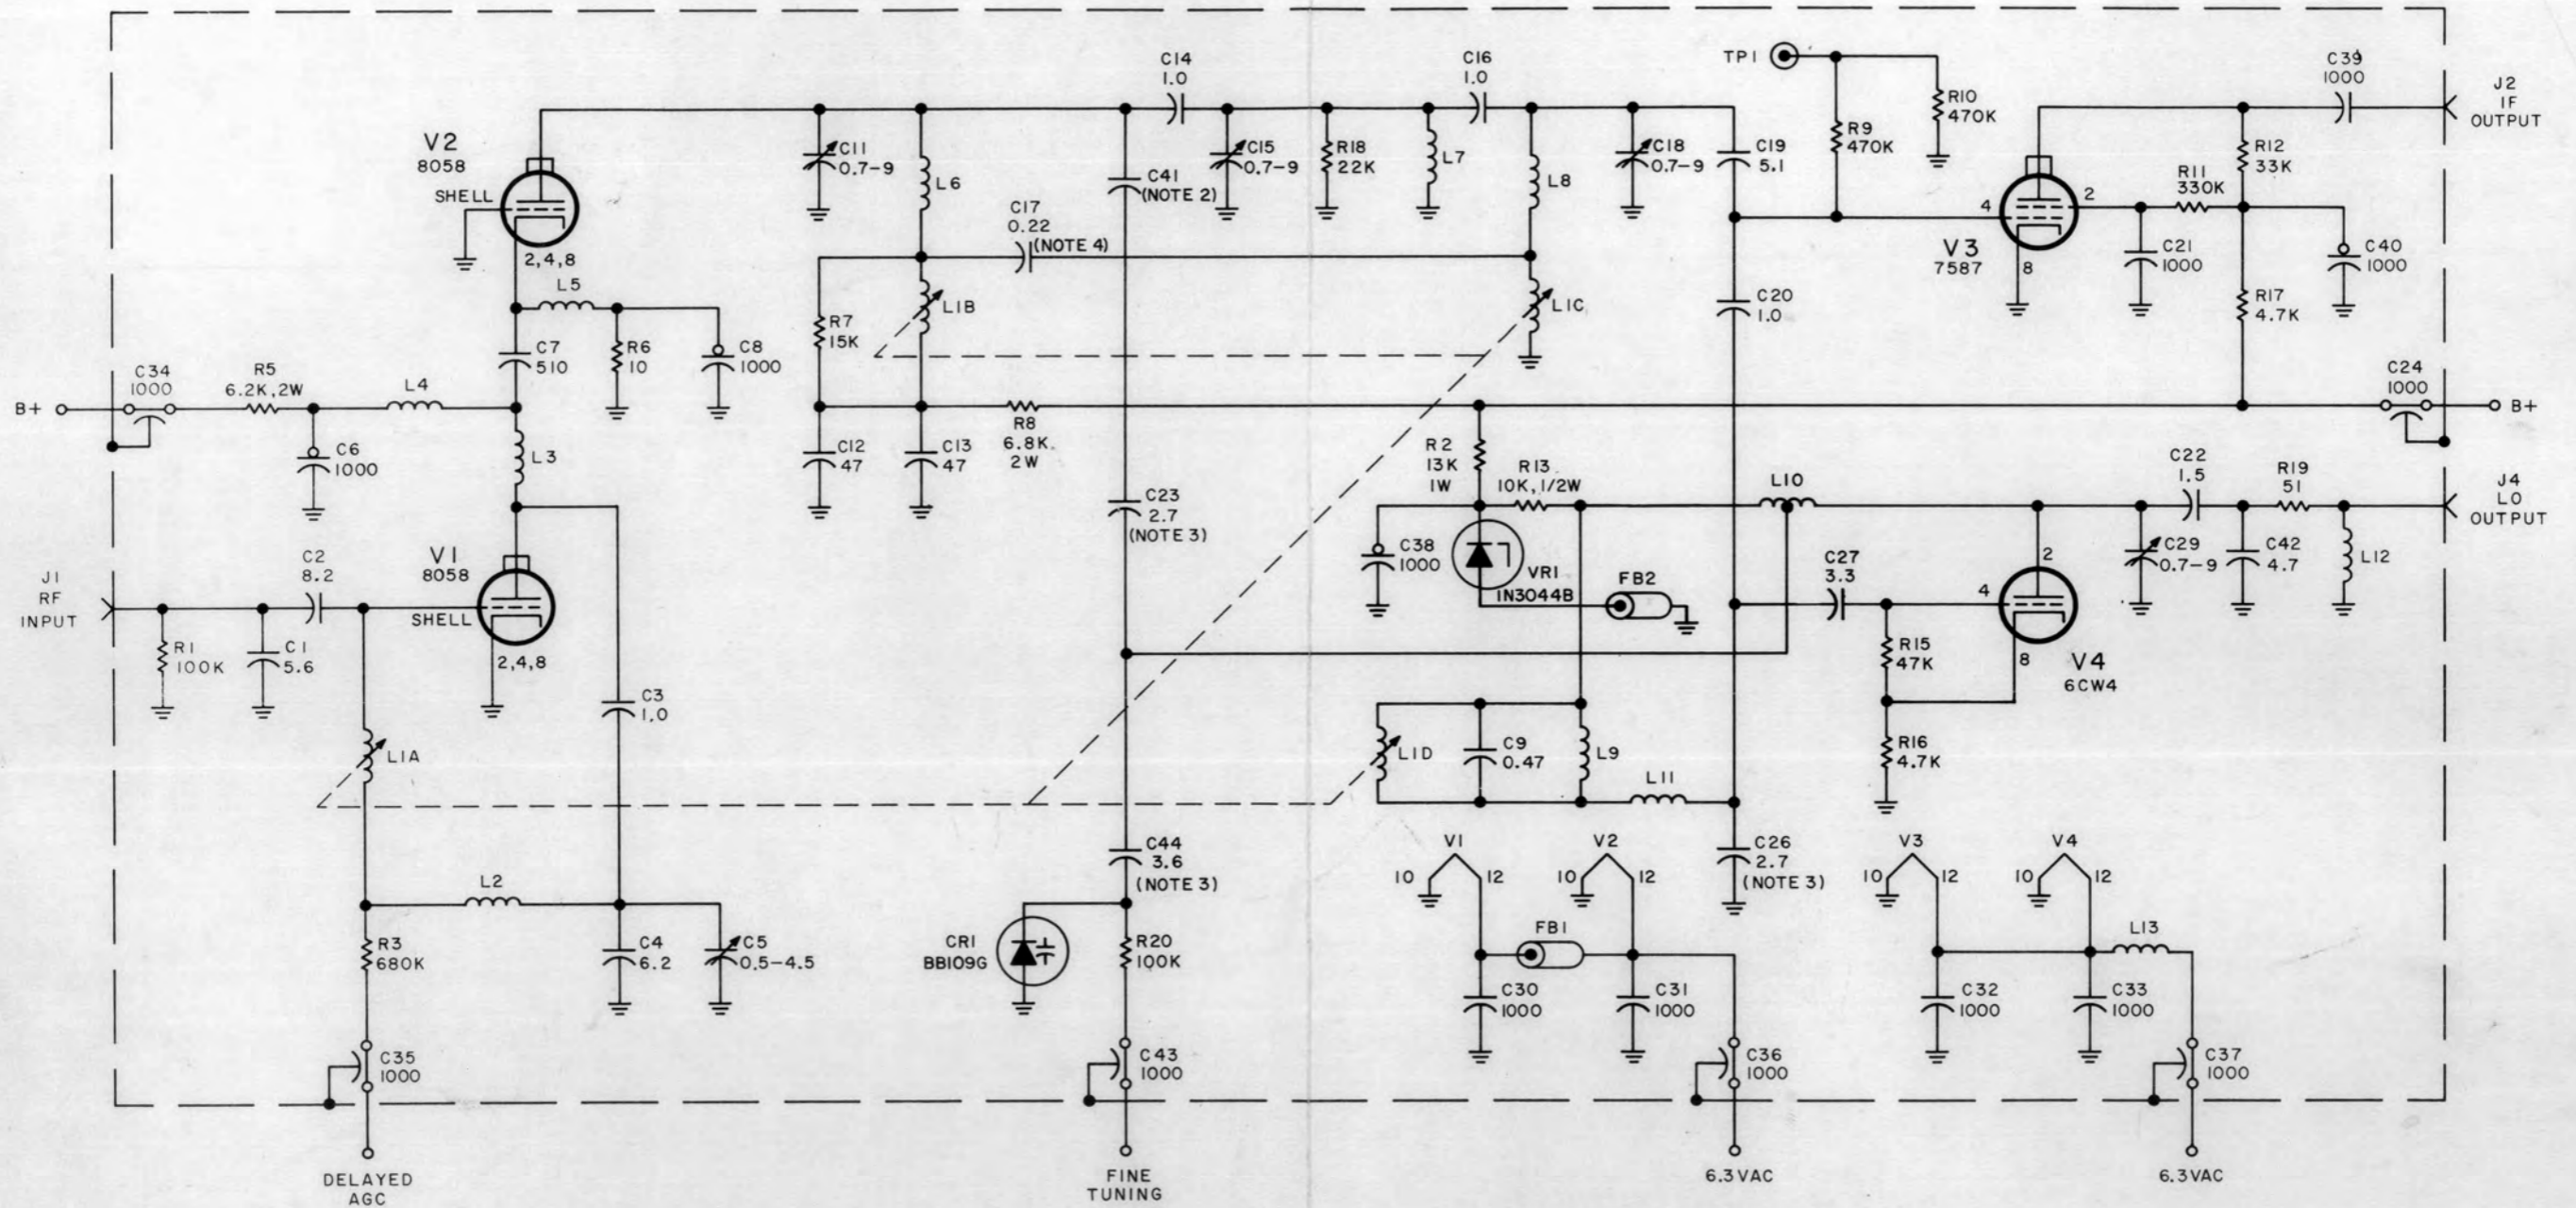 C14
1.0
C16
1.0
TP1
R10
470K
R9
470K
C39
1000
J2
IF
OUTPUT
V2
8058
SHELL
2,4,8
C11
0.7-9
L6
C41
(NOTE 2)
C15
0.7-9
R18
22K
L7
L8
C18
0.7-9
C19
5.1
R12
33K
R11
330K
4
2
V3
7587
8
C21
1000
C40
1000
C17
0.22
(NOTE 4)
L5
R6
10
C8
1000
C7
510
R7
15K
L1B
L1C
C20
1.0
R17
4.7K
B+
C34
1000
R5
6.2K,2W
L4
C6
1000
L3
C12
47
C13
47
R8
6.8K
2W
C23
2.7
(NOTE 3)
R2
13K
1W
R13
10K,1/2W
L10
C24
1000
B+
C22
1.5
R19
51
J4
LO
OUTPUT
C38
1000
VR1
1N3044B
FB2
C27
3.3
4
2
8
V4
6CW4
C29
0.7-9
C42
4.7
L12
J1
RF
INPUT
R1
100K
C1
5.6
C2
8.2
V1
8058
SHELL
2,4,8
C3
1.0
R15
47K
R16
4.7K
L1A
L1D
C9
0.47
L9
L11
L2
R3
680K
C4
6.2
C5
0.5-4.5
C44
3.6
(NOTE 3)
CR1
BB109G
R20
100K
V1
10
12
V2
10
12
C26
2.7
(NOTE 3)
V3
10
12
V4
10
12
FB1
L13
C30
1000
C31
1000
C32
1000
C33
1000
C35
1000
C43
1000
C36
1000
C37
1000
DELAYED
AGC
FINE
TUNING
6.3VAC
6.3VAC